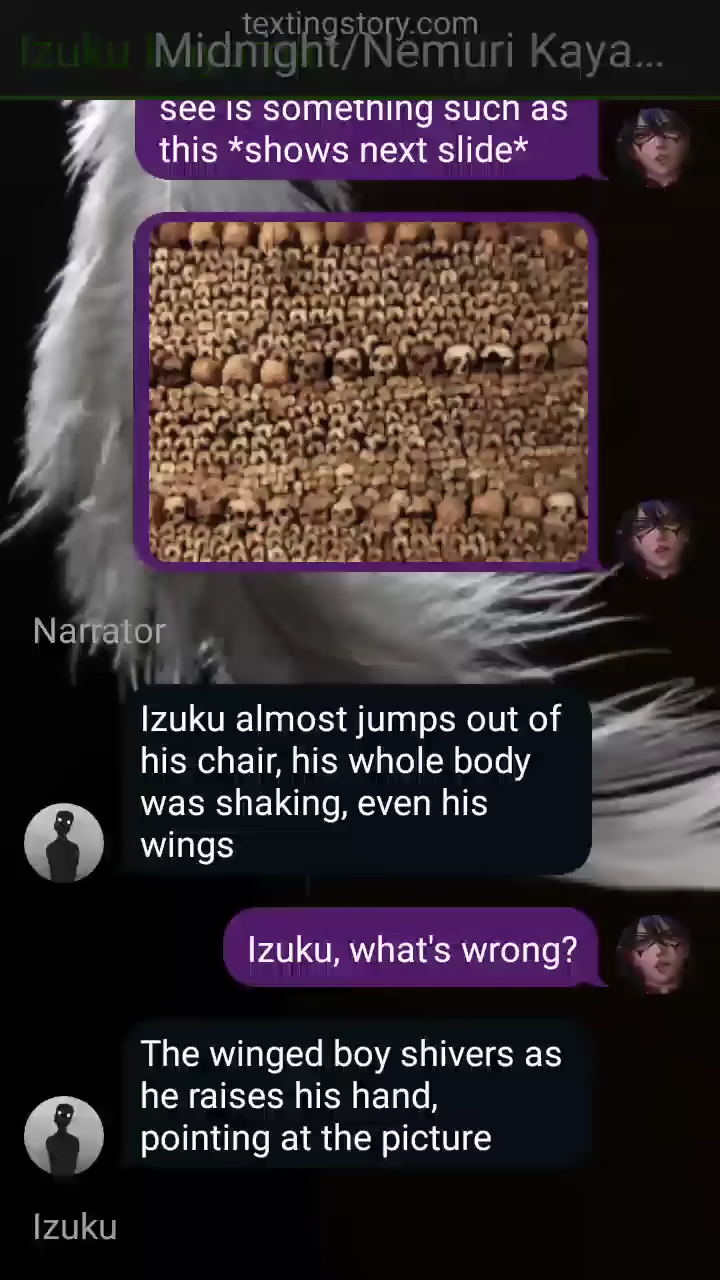 textingstory.com
Izuku
Midnight/Nemuri Kaya...
see is something such as
this *shows next slide*
Narrator
Izuku almost jumps out of
his chair, his whole body
was shaking, even his
wings
Izuku, what's wrong?
The winged boy shivers as
he raises his hand,
pointing at the picture
Izuku